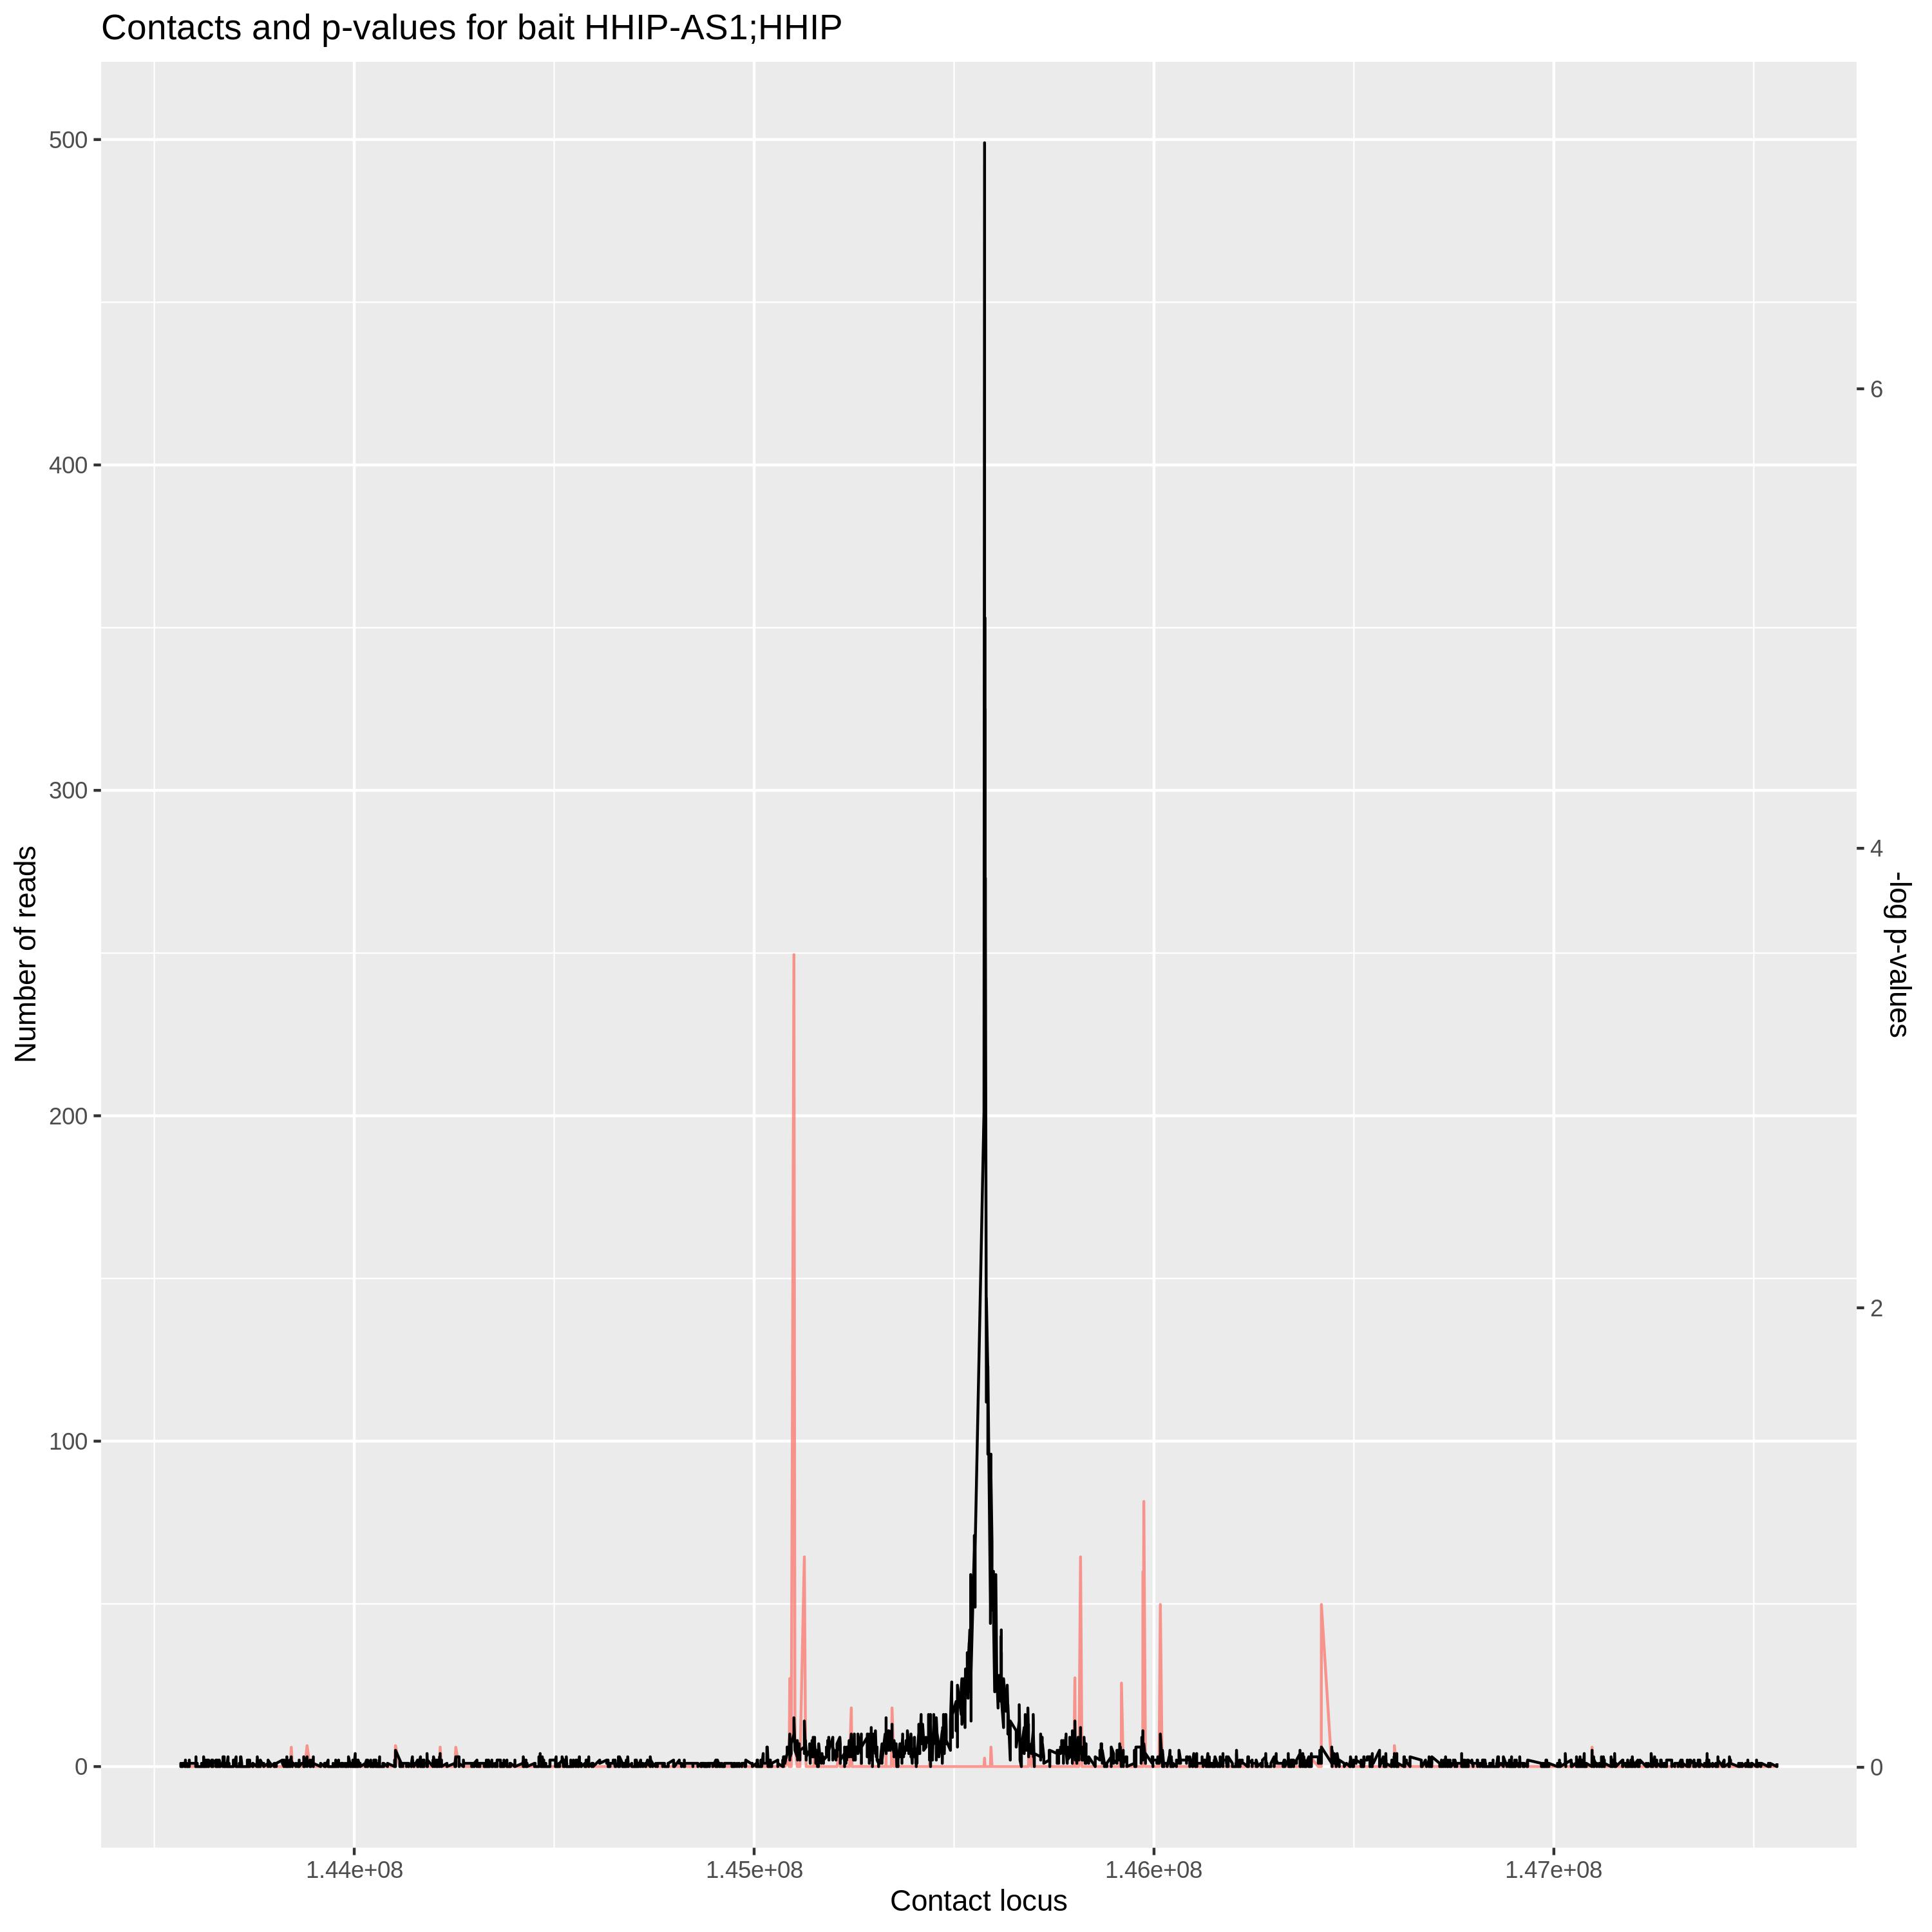 Contacts and p-values for bait HHIP-AS1;HHIP
500
400
300
200
100
0
Number of reads
6
4
2
0
-log p-values
1.44e+08
1.45e+08
1.46e+08
1.47e+08
Contact locus